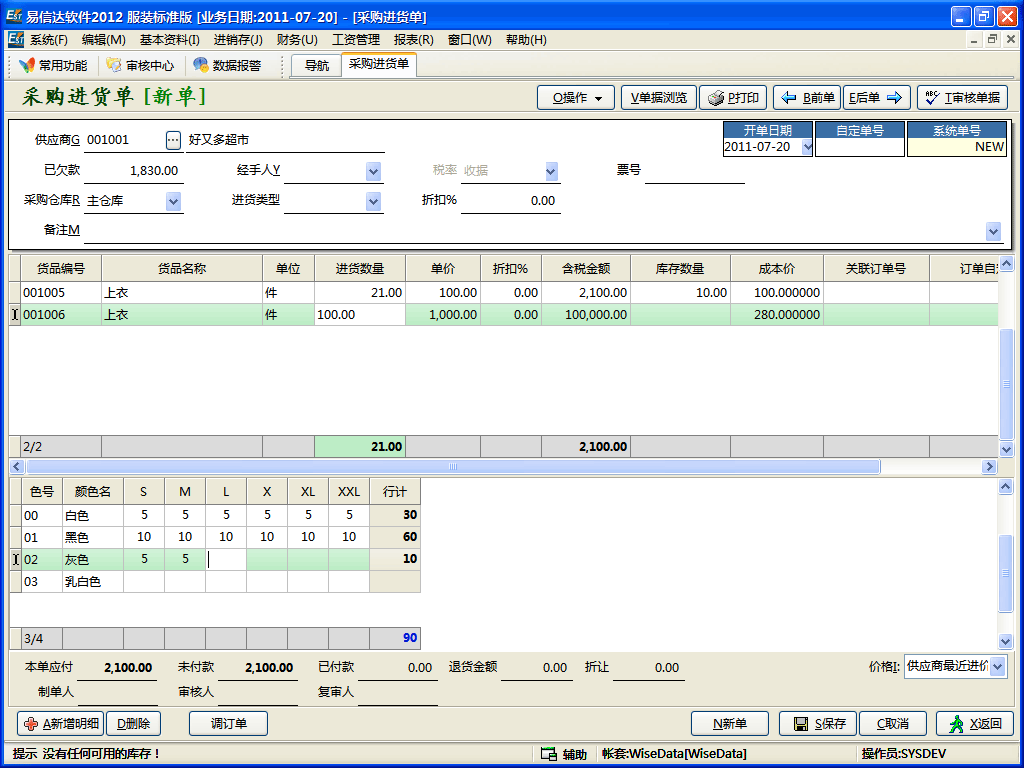 易信达软件2012 服装标准版 [业务日期:2011-07-20] - [采购进货单]
系统(F) 编辑(M) 基本资料(I) 进销存(J) 财务(U) 工资管理 报表(R) 窗口(W) 帮助(H)
常用功能 审核中心 数据报警 导航 采购进货单
采购进货单 [新单]
O操作 V单据浏览 P打印 B前单 E后单 T审核单据
供应商G 001001 ... 好又多超市 开单日期 自定单号 系统单号
2011-07-20 NEW
已欠款 1,830.00 经手人Y 税率 收据 票号
采购仓库R 主仓库 进货类型 折扣% 0.00
备注M
货品编号 货品名称 单位 进货数量 单价 折扣% 含税金额 库存数量 成本价 关联订单号 订单自
001005 上衣 件 21.00 100.00 0.00 2,100.00 10.00 100.000000
001006 上衣 件 100.00 1,000.00 0.00 100,000.00 280.000000
2/2 21.00 2,100.00
色号 颜色名 S M L X XL XXL 行计
00 白色 5 5 5 5 5 5 30
01 黑色 10 10 10 10 10 10 60
02 灰色 5 5 10
03 乳白色
3/4 90
本单应付 2,100.00 未付款 2,100.00 已付款 0.00 退货金额 0.00 折让 0.00 价格I: 供应商最近进价
制单人 审核人 复审人
A新增明细 D删除 调订单 N新单 S保存 C取消 X返回
提示 没有任何可用的库存！ 辅助 帐套:WiseData[WiseData] 操作员:SYSDEV